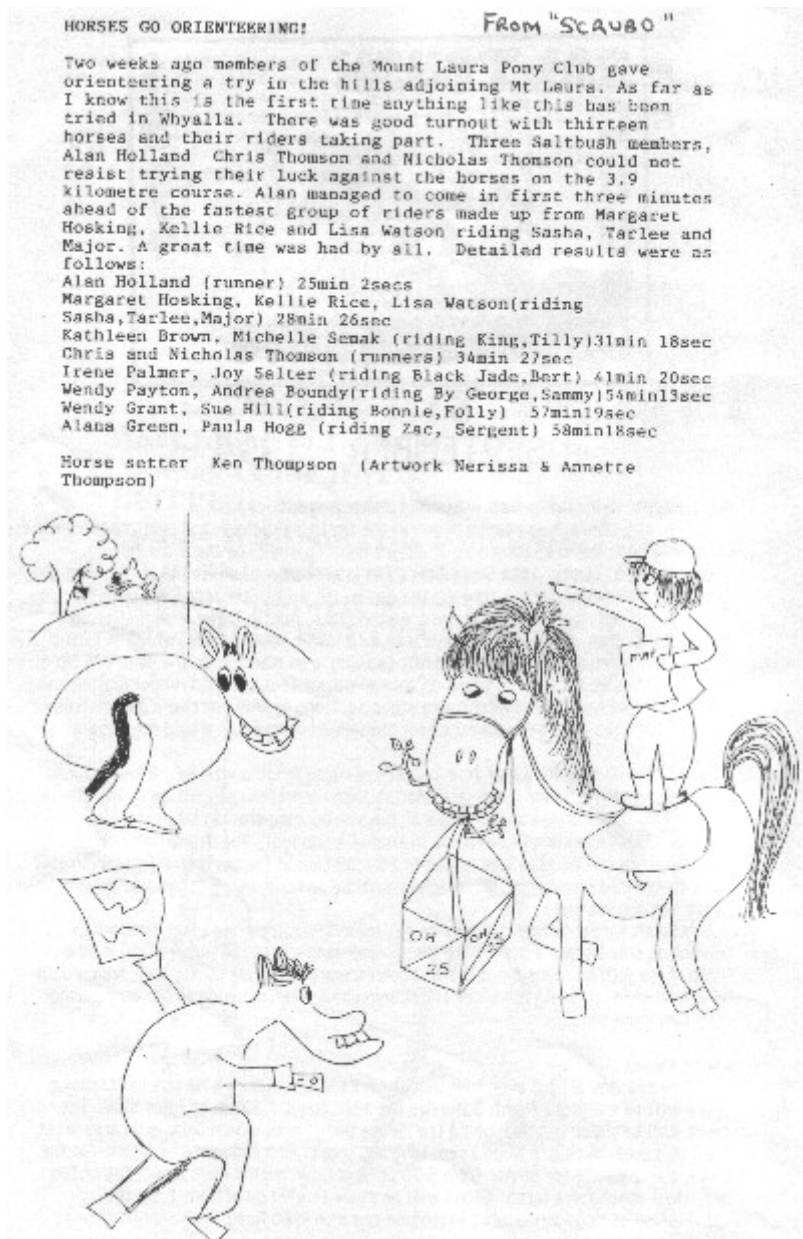 HORSES GO ORIENTEERING!
FROM "SCRUBO"
Two weeks ago members of the Mount Laura Pony Club gave
orienteering a try in the hills adjoining Mt Laura. As far as
I know this is the first time anything like this has been
tried in Whyalla. There was good turnout with thirteen
horses and their riders taking part. Three Saltbush members,
Alan Holland Chris Thomson and Nicholas Thomson could not
resist trying their luck against the horses on the 3.9
kilometre course. Alan managed to come in first three minutes
ahead of the fastest group of riders made up from Margaret
Hosking, Kellie Rice and Lisa Watson riding Sasha, Tarlee and
Major. A great time was had by all. Detailed results were as
follows:
Alan Holland (runner) 25min 2secs
Margaret Hosking, Kellie Rice, Lisa Watson(riding
Sasha,Tarlee,Major) 28min 26sec
Kathleen Brown, Michelle Semak (riding King,Tilly)31min 18sec
Chris and Nicholas Thomson (runners) 34min 27sec
Irene Palmer, Joy Salter (riding Black Jade,Bert) 41min 20sec
Wendy Payton, Andrea Boundy(riding By George,Sammy)54min13sec
Wendy Grant, Sue Hill(riding Bonnie,Folly) 57min19sec
Alana Green, Paula Hogg (riding Zac, Sergent) 58min18sec
Horse setter Ken Thompson (Artwork Nerissa & Annette
Thompson)
MAP
OH
25